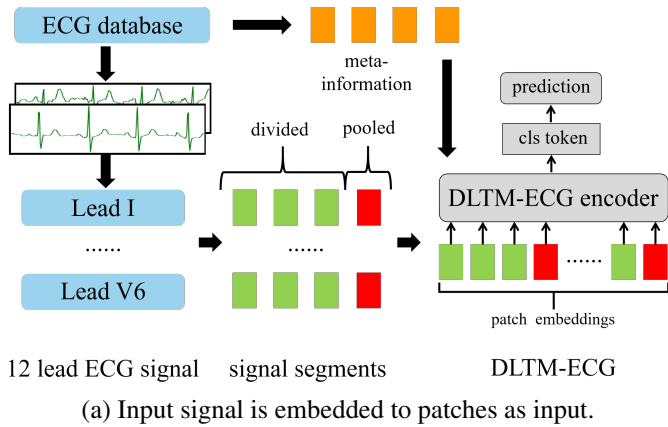 ECG database
meta-
information
prediction
cls token
divided
pooled
DLTM-ECG encoder
Lead I
......
......
......
Lead V6
patch embeddings
12 lead ECG signal
signal segments
DLTM-ECG
(a) Input signal is embedded to patches as input.